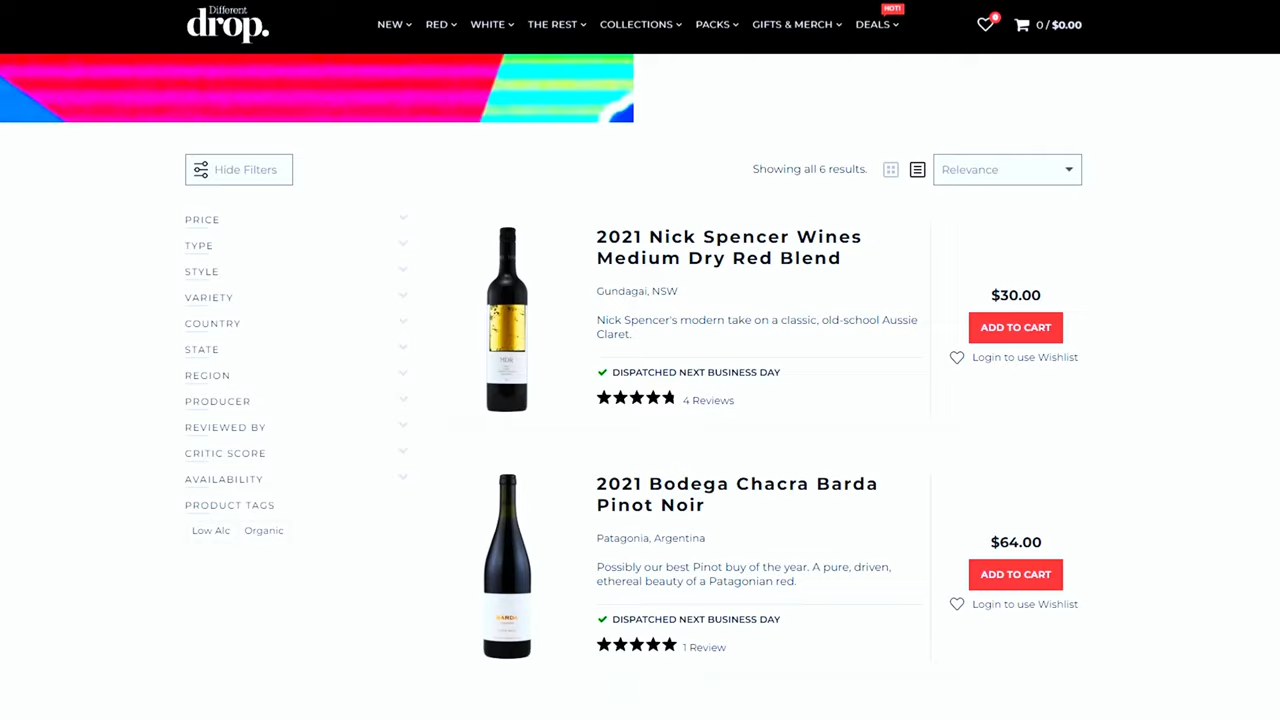 Different
drop.
NEW
RED
WHITE
THE REST
COLLECTIONS
PACKS
GIFTS & MERCH
HOT!
DEALS
0
0 / $0.00
Hide Filters
Showing all 6 results.
Relevance
PRICE
TYPE
STYLE
VARIETY
COUNTRY
STATE
REGION
PRODUCER
REVIEWED BY
CRITIC SCORE
AVAILABILITY
PRODUCT TAGS
Low Alc
Organic
2021 Nick Spencer Wines
Medium Dry Red Blend
Gundagai, NSW
Nick Spencer's modern take on a classic, old-school Aussie
Claret.
DISPATCHED NEXT BUSINESS DAY
4 Reviews
$30.00
ADD TO CART
Login to use Wishlist
2021 Bodega Chacra Barda
Pinot Noir
Patagonia, Argentina
Possibly our best Pinot buy of the year. A pure, driven,
ethereal beauty of a Patagonian red.
DISPATCHED NEXT BUSINESS DAY
1 Review
$64.00
ADD TO CART
Login to use Wishlist
BARDA